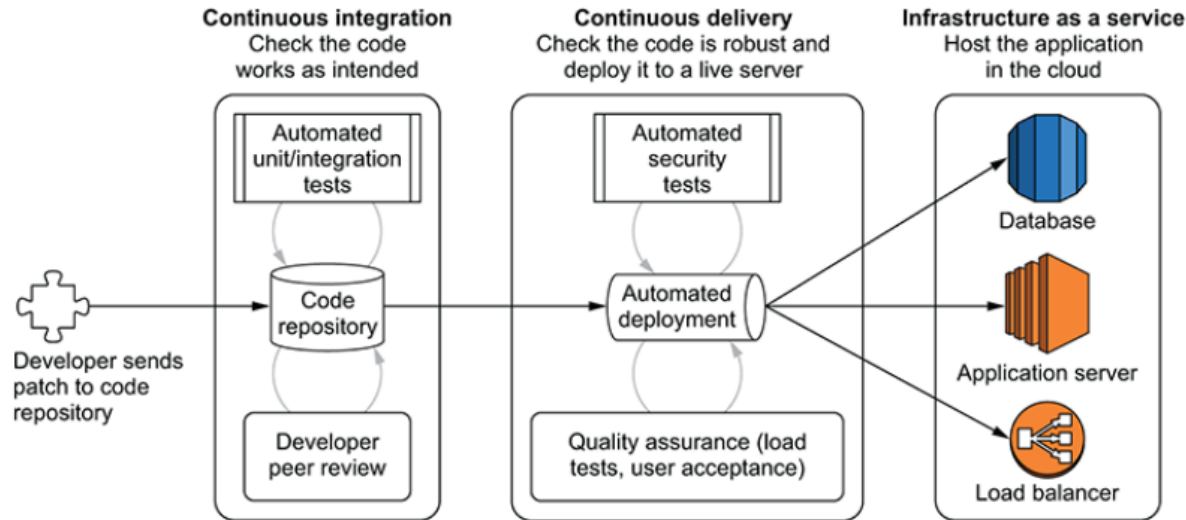 Continuous integration
Check the code
works as intended
Continuous delivery
Check the code is robust and
deploy it to a live server
Infrastructure as a service
Host the application
in the cloud
Automated
unit/integration
tests
Automated
security
tests
Database
Code
repository
Automated
deployment
Developer sends
patch to code
repository
Application server
Developer
peer review
Quality assurance (load
tests, user acceptance)
Load balancer